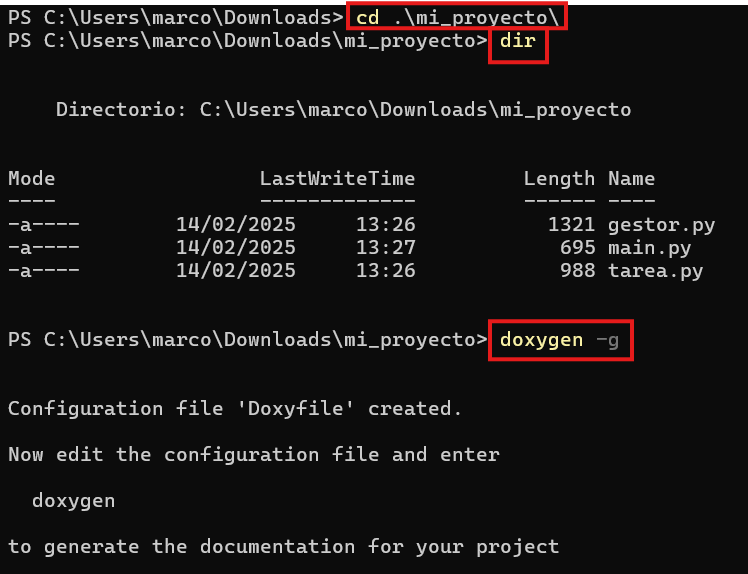 PS C:\Users\marco\Downloads> cd .\mi_proyecto\
PS C:\Users\marco\Downloads\mi_proyecto> dir
Directorio: C:\Users\marco\Downloads\mi_proyecto
Mode LastWriteTime Length Name
---- ------------- ------ ----
-a---- 14/02/2025 13:26 1321 gestor.py
-a---- 14/02/2025 13:27 695 main.py
-a---- 14/02/2025 13:26 988 tarea.py
PS C:\Users\marco\Downloads\mi_proyecto> doxygen -g
Configuration file 'Doxyfile' created.
Now edit the configuration file and enter
doxygen
to generate the documentation for your project